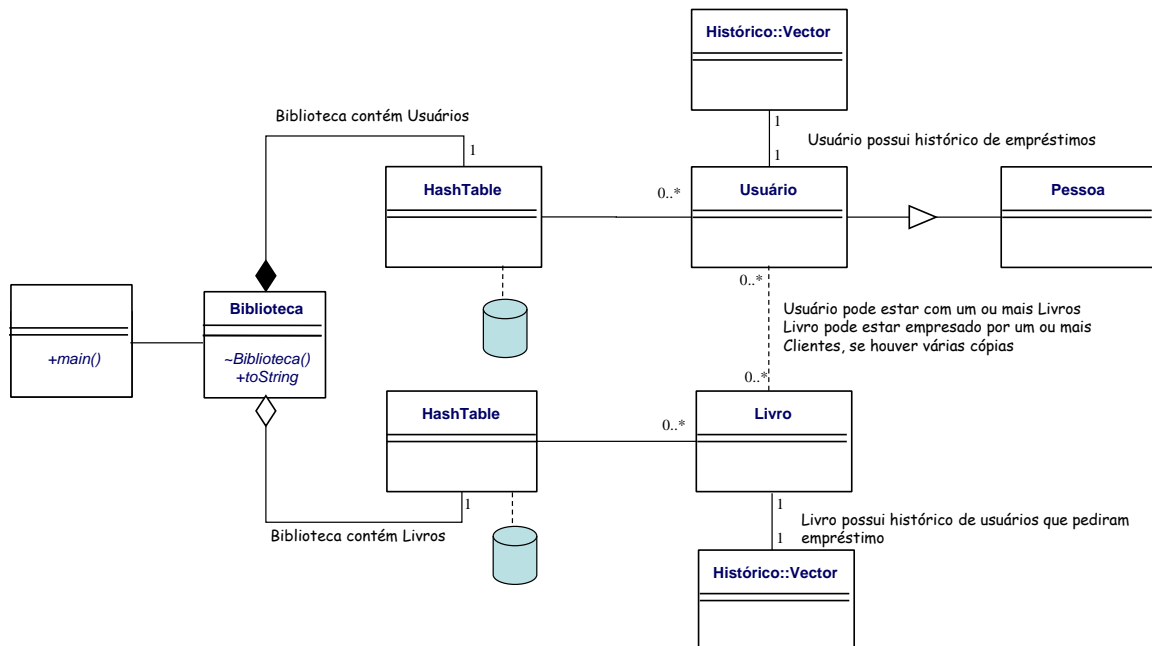 Histórico::Vector
Biblioteca contém Usuários
1
1
Usuário possui histórico de empréstimos
1
HashTable
0..*
Usuário
Pessoa
0..*
Biblioteca
Usuário pode estar com um ou mais Livros
Livro pode estar empresado por um ou mais
Clientes, se houver várias cópias
+main()
~Biblioteca()
+toString
0..*
HashTable
0..*
Livro
1
1
Livro possui histórico de usuários que pediram
empréstimo
Biblioteca contém Livros
1
Histórico::Vector